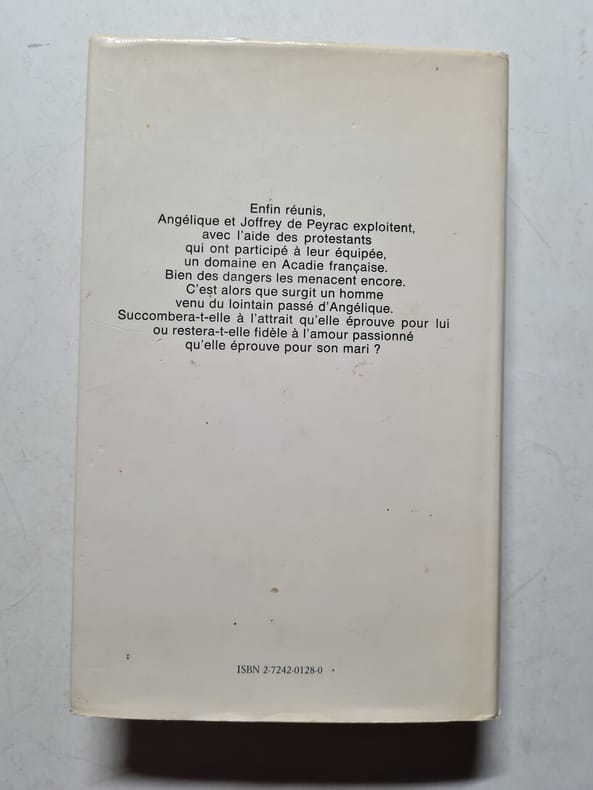 Enfin réunis,
Angélique et Joffrey de Peyrac exploitent,
avec l'aide des protestants
qui ont participé à leur équipée,
un domaine en Acadie française.
Bien des dangers les menacent encore.
C'est alors que surgit un homme
venu du lointain passé d'Angélique.
Succombera-t-elle à l'attrait qu'elle éprouve pour lui
ou restera-t-elle fidèle à l'amour passionné
qu'elle éprouve pour son mari ?
ISBN 2-7242-0128-0